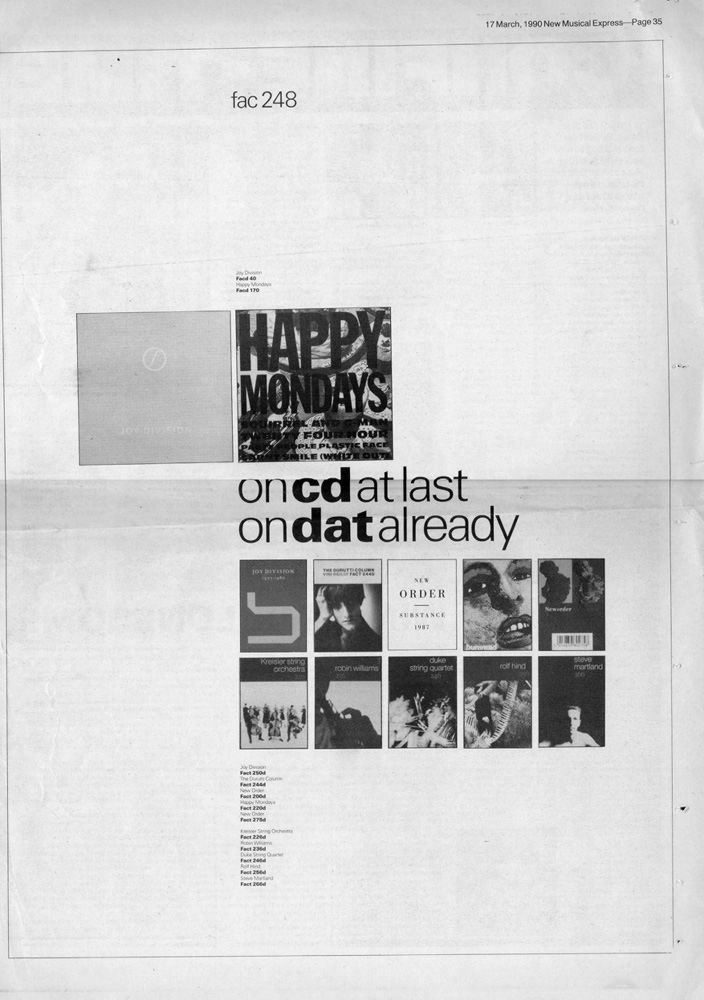 17 March, 1990 New Musical Express—Page 35
fac 248
Joy Division
Facd 40
Happy Mondays
Facd 170
JOY DIVISION
HAPPY
MONDAYS
SQUIRREL AND G-MAN
TWENTY FOUR HOUR
PARTY PEOPLE PLASTIC FACE
CARNT SMILE (WHITE OUT)
on cd at last
on dat already
JOY DIVISION
1977-1980
THE DURUTTI COLUMN
VINI REILLY FACT 244D
NEW
ORDER
SUBSTANCE
1987
bummed
Neworder
Kreisler string
orchestra
226
robin williams
236
duke
string quartet
246
rolf hind
steve
martland
266
Joy Division
Fact 250d
The Durutti Column
Fact 244d
New Order
Fact 200d
Happy Mondays
Fact 220d
New Order
Fact 275d
Kreisler String Orchestra
Fact 226d
Robin Williams
Fact 236d
Duke String Quartet
Fact 246d
Rolf Hind
Fact 256d
Steve Martland
Fact 266d